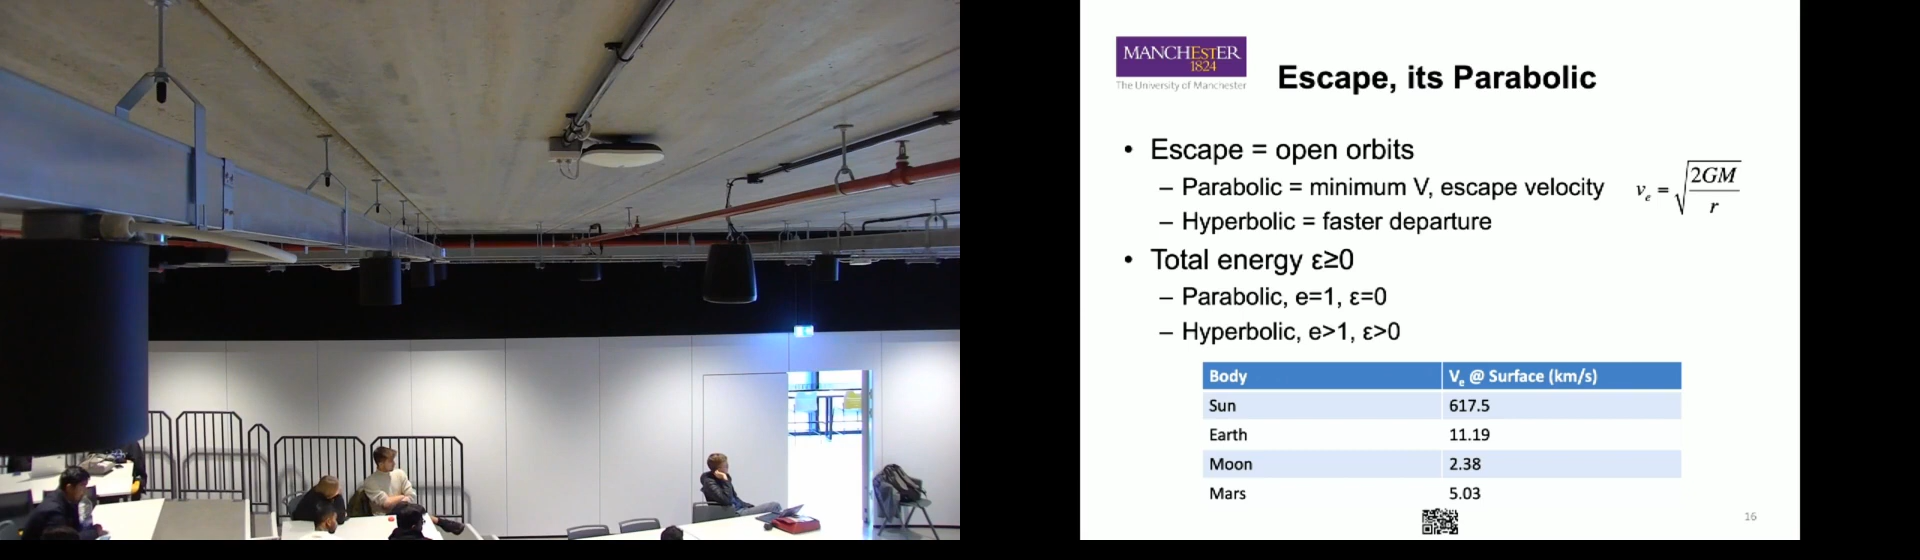 MANCHESTER
1824
The University of Manchester
Escape, its Parabolic
• Escape = open orbits
– Parabolic = minimum V, escape velocity
vₑ = √(2GM/r)
– Hyperbolic = faster departure
• Total energy ε≥0
– Parabolic, e=1, ε=0
– Hyperbolic, e>1, ε>0
Body Vₑ @ Surface (km/s)
Sun 617.5
Earth 11.19
Moon 2.38
Mars 5.03
16